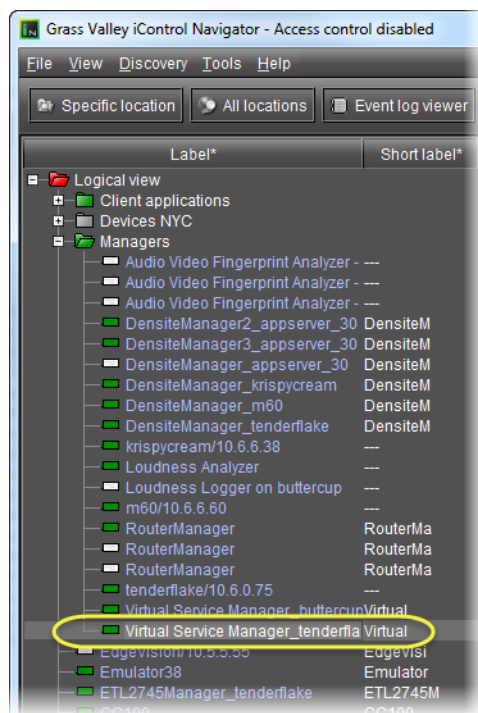 Grass Valley iControl Navigator - Access control disabled
File View Discovery Tools Help
Specific location All locations Event log viewer
Label* Short label*
Logical view
Client applications
Devices NYC
Managers
Audio Video Fingerprint Analyzer - ---
Audio Video Fingerprint Analyzer - ---
Audio Video Fingerprint Analyzer - ---
DensiteManager2_appserver_30 DensiteM
DensiteManager3_appserver_30 DensiteM
DensiteManager_appserver_30 DensiteM
DensiteManager_krispycream DensiteM
DensiteManager_m60 DensiteM
DensiteManager_tenderflake DensiteM
krispycream/10.6.6.38 ---
Loudness Analyzer ---
Loudness Logger on buttercup ---
m60/10.6.6.60 ---
RouterManager RouterMa
RouterManager RouterMa
RouterManager RouterMa
tenderflake/10.6.0.75 ---
Virtual Service Manager_buttercup Virtual
Virtual Service Manager_tenderfla Virtual
EdgeVision/10.5.5.55 EdgeVisi
Emulator38 Emulator
ETL2745Manager_tenderflake ETL2745M